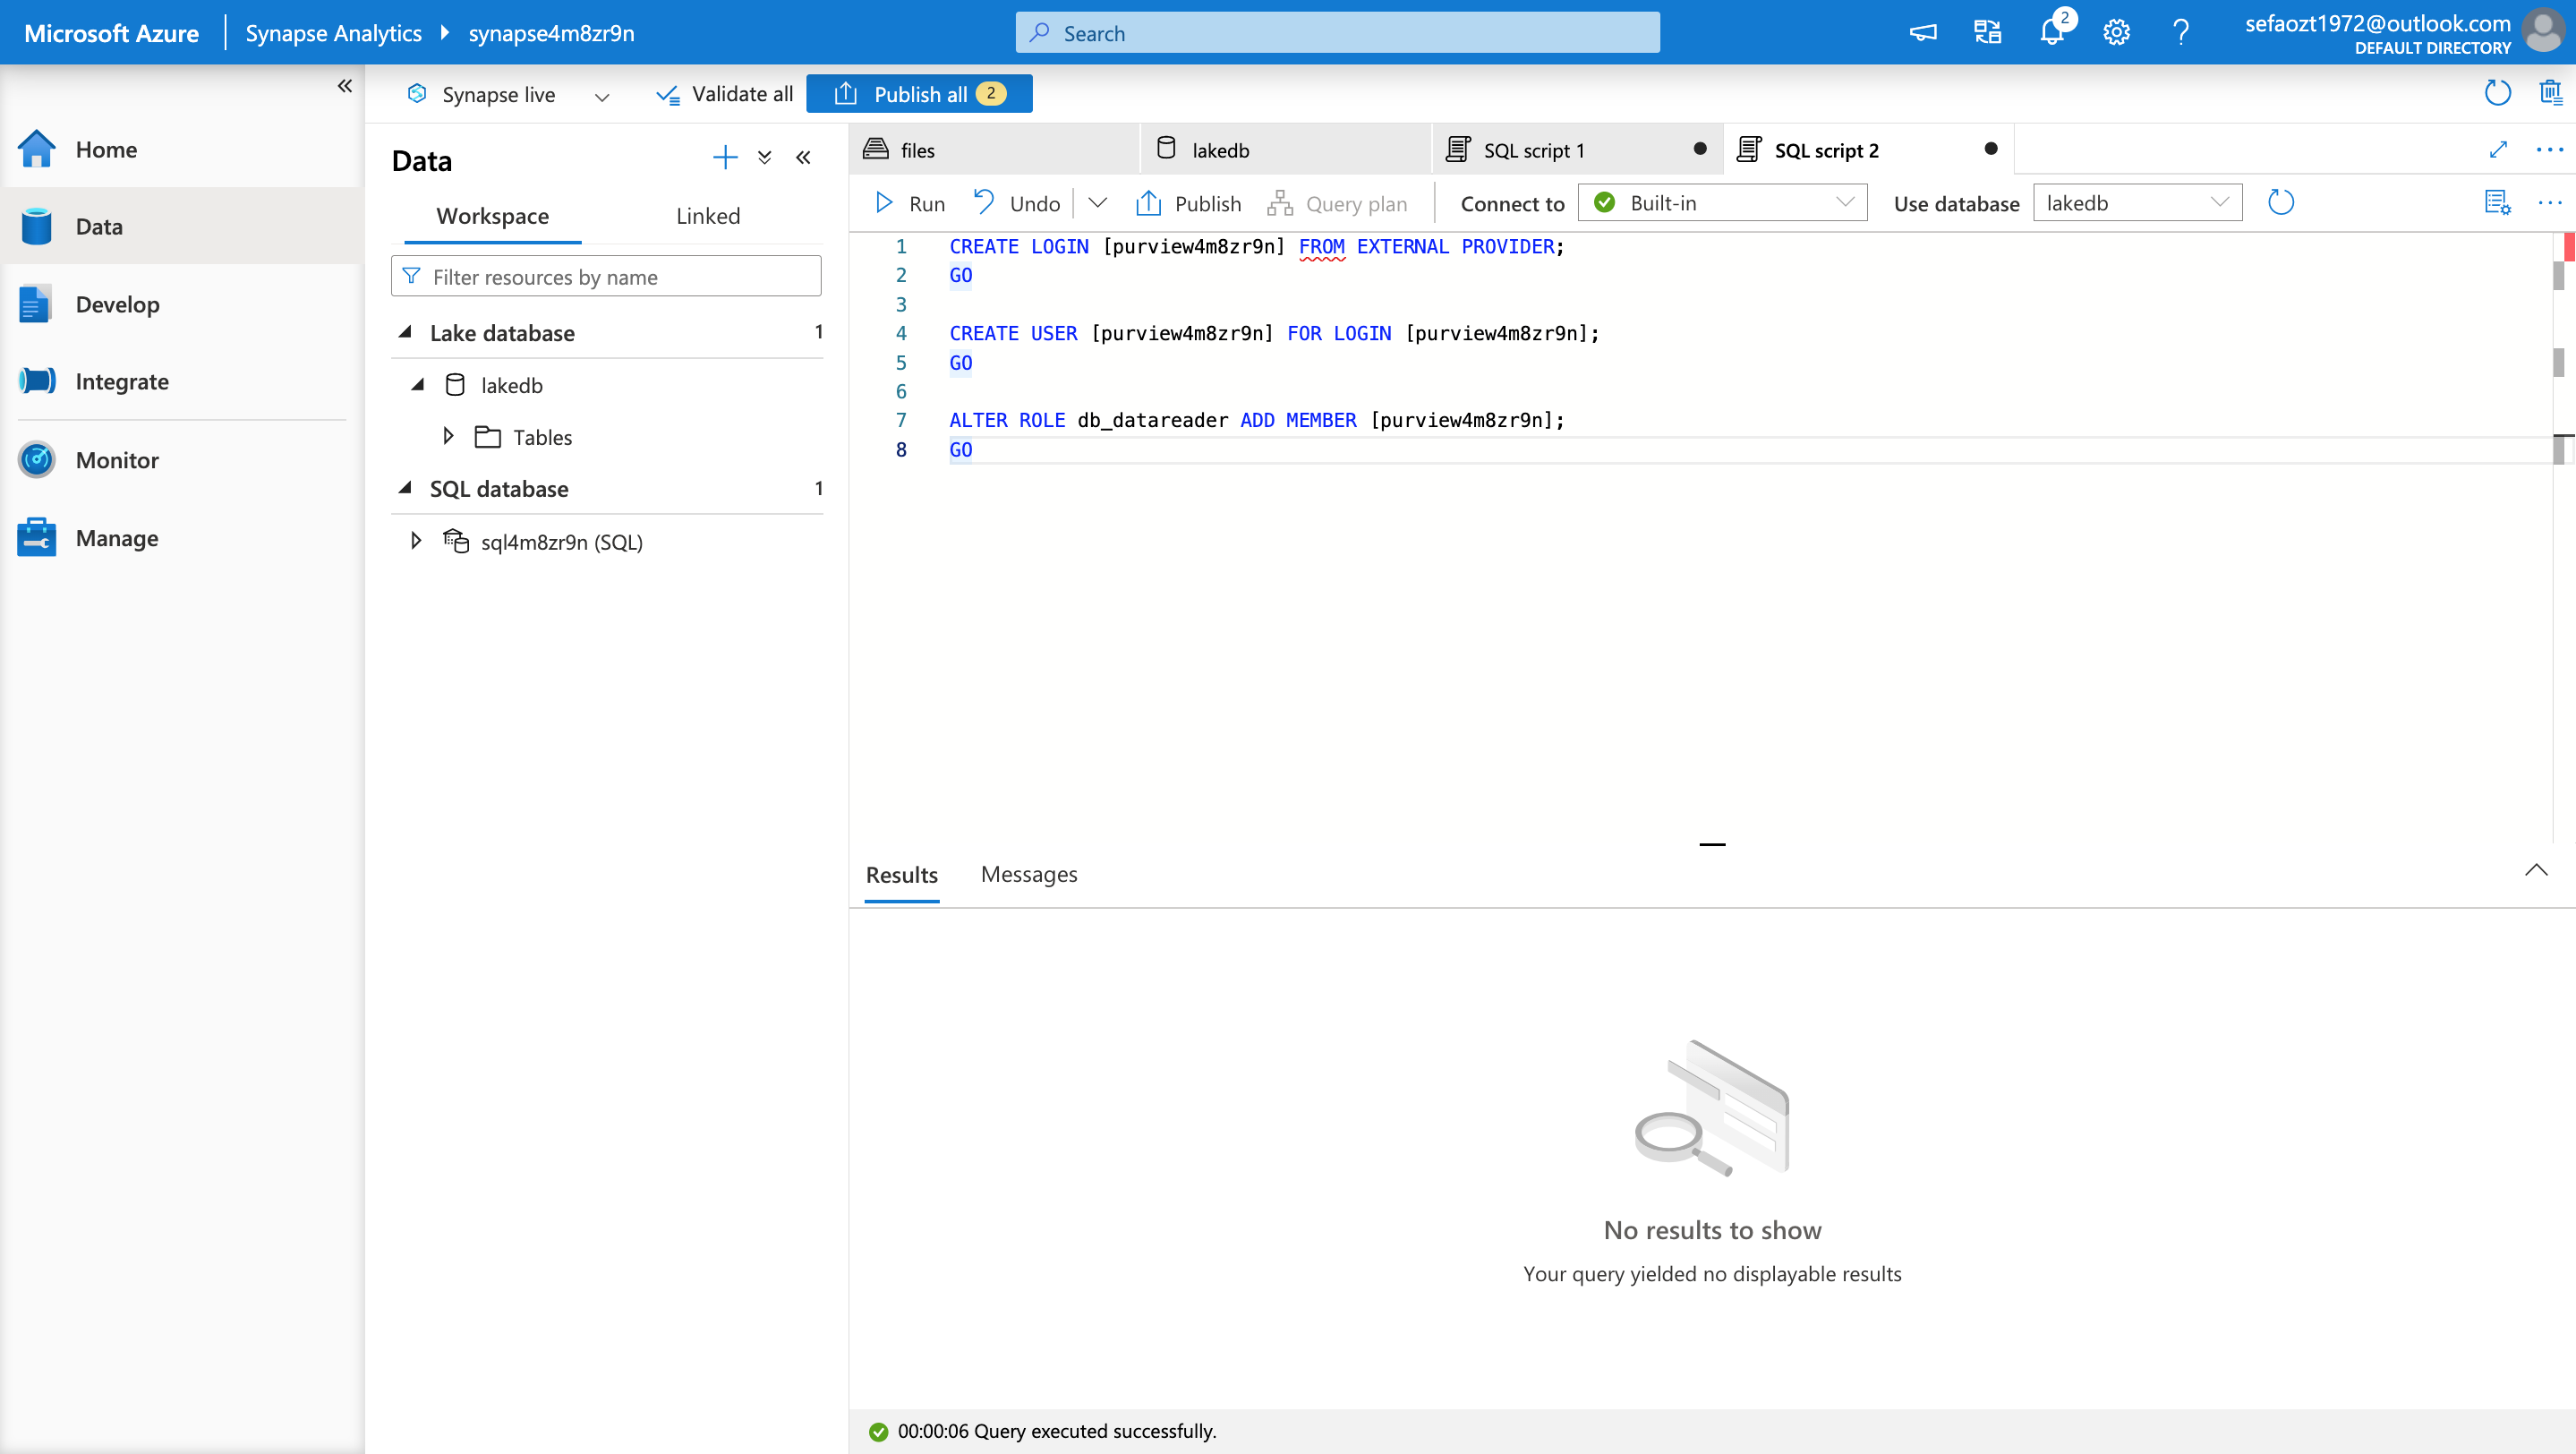 Microsoft Azure
Synapse Analytics
synapse4m8zr9n
Search
2
sefaozt1972@outlook.com
DEFAULT DIRECTORY
Synapse live
Validate all
Publish all 2
Home
Data
Develop
Integrate
Monitor
Manage
Data
Workspace
Linked
Filter resources by name
Lake database 1
lakedb
Tables
SQL database 1
sql4m8zr9n (SQL)
files
lakedb
SQL script 1
SQL script 2
Run
Undo
Publish
Query plan
Connect to
Built-in
Use database
lakedb
1 CREATE LOGIN [purview4m8zr9n] FROM EXTERNAL PROVIDER;
2 GO
3
4 CREATE USER [purview4m8zr9n] FOR LOGIN [purview4m8zr9n];
5 GO
6
7 ALTER ROLE db_datareader ADD MEMBER [purview4m8zr9n];
8 GO
Results
Messages
No results to show
Your query yielded no displayable results
00:00:06 Query executed successfully.